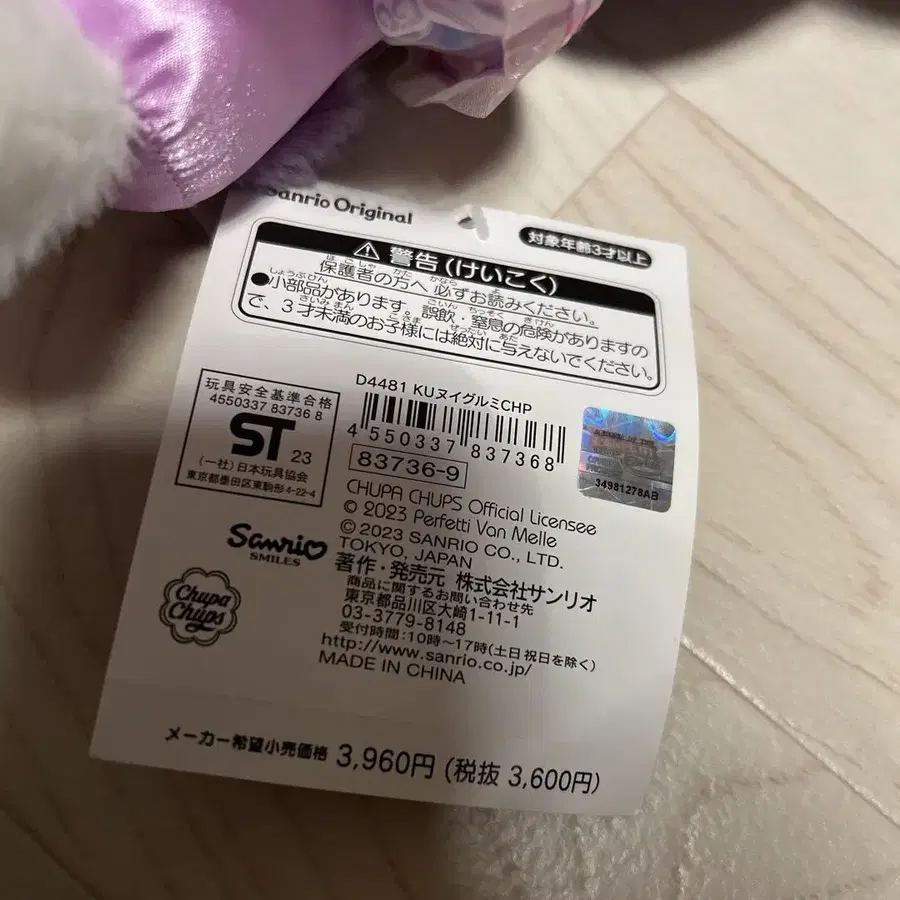 Sanrio Original
対象年齢3才以上
警告(けいこく)
保護者の方へ 必ずお読みください。
●小部品があります。誤飲・窒息の危険がありますの
で、3才未満のお子様には絶対に与えないでください。
玩具安全基準合格
4550337 83736 8
ST 23
(一社)日本玩具協会
東京都墨田区東駒形4-22-4
D4481 KUヌイグルミCHP
4 550337 837368
83736-9
34981278AB
CHUPA CHUPS Official Licensee
© 2023 Perfetti Van Melle
© 2023 SANRIO CO., LTD.
TOKYO, JAPAN
Sanrio
SMILES
著作・発売元 株式会社サンリオ
商品に関するお問い合わせ先
東京都品川区大崎1-11-1
03-3779-8148
受付時間:10時〜17時(土日祝日を除く)
http://www.sanrio.co.jp/
MADE IN CHINA
Chupa
Chups
メーカー希望小売価格 3,960円 (税抜 3,600円)